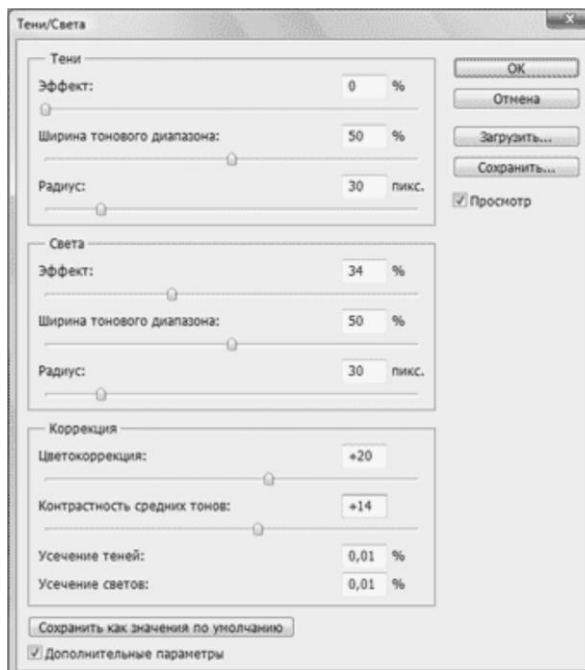 Тени/Света
Тени
Эффект: 0 %
Ширина тонового диапазона: 50 %
Радиус: 30 пикс.
Света
Эффект: 34 %
Ширина тонового диапазона: 50 %
Радиус: 30 пикс.
Коррекция
Цветокоррекция: +20
Контрастность средних тонов: +14
Усечение теней: 0,01 %
Усечение светов: 0,01 %
Сохранить как значения по умолчанию
Дополнительные параметры
ОК
Отмена
Загрузить...
Сохранить...
Просмотр